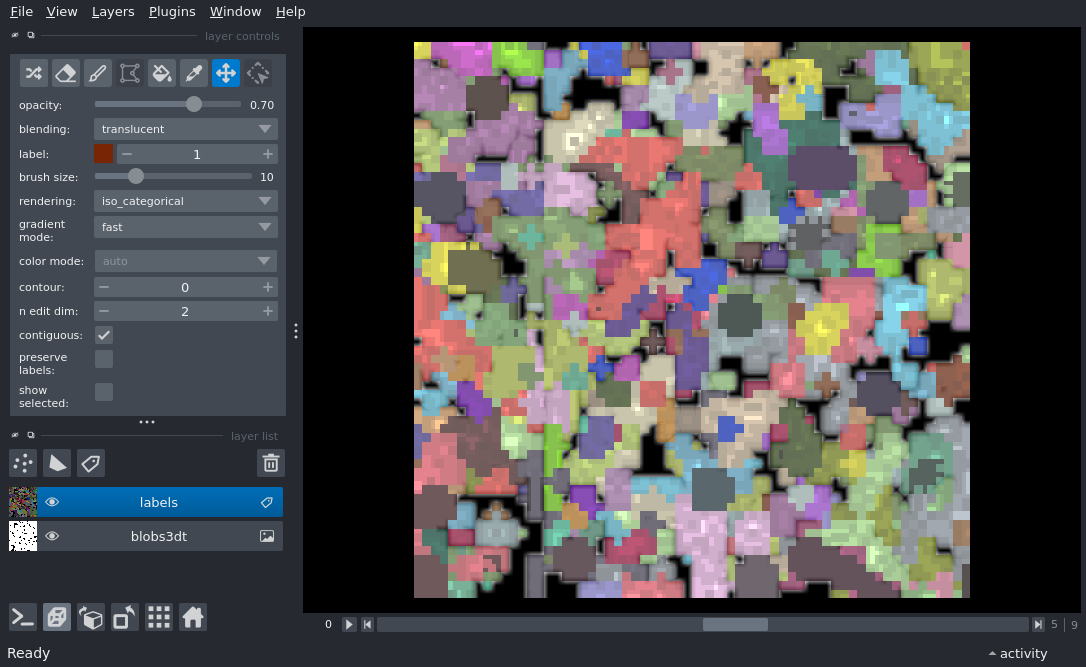 File View Layers Plugins Window Help
layer controls
opacity: 0.70
blending: translucent
label: 1
brush size: 10
rendering: iso_categorical
gradient
mode: fast
color mode: auto
contour: 0
n edit dim: 2
contiguous:
preserve
labels:
show
selected:
layer list
labels
blobs3dt
0 5 | 9
Ready activity